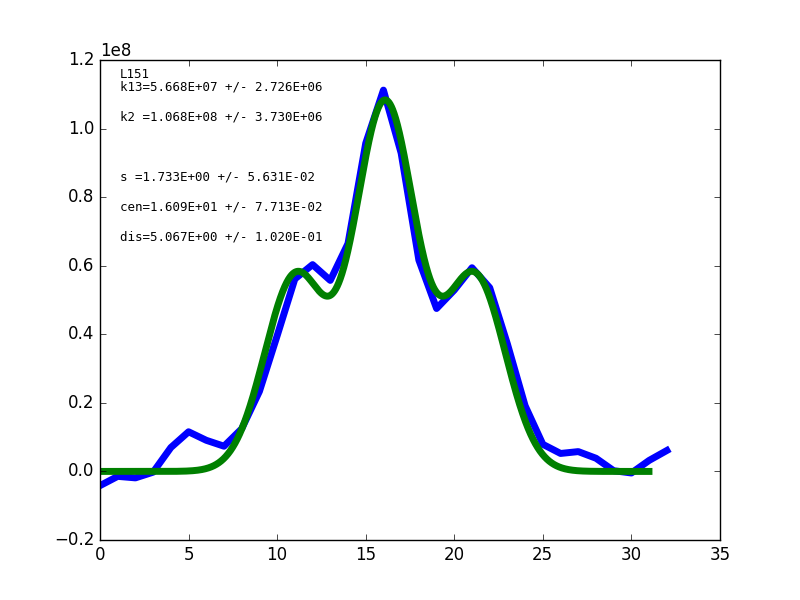 1e8
L151
k13=5.668E+07 +/- 2.726E+06
k2 =1.068E+08 +/- 3.730E+06
s =1.733E+00 +/- 5.631E-02
cen=1.609E+01 +/- 7.713E-02
dis=5.067E+00 +/- 1.020E-01
1.2
1.0
0.8
0.6
0.4
0.2
0.0
−0.2
0 5 10 15 20 25 30 35